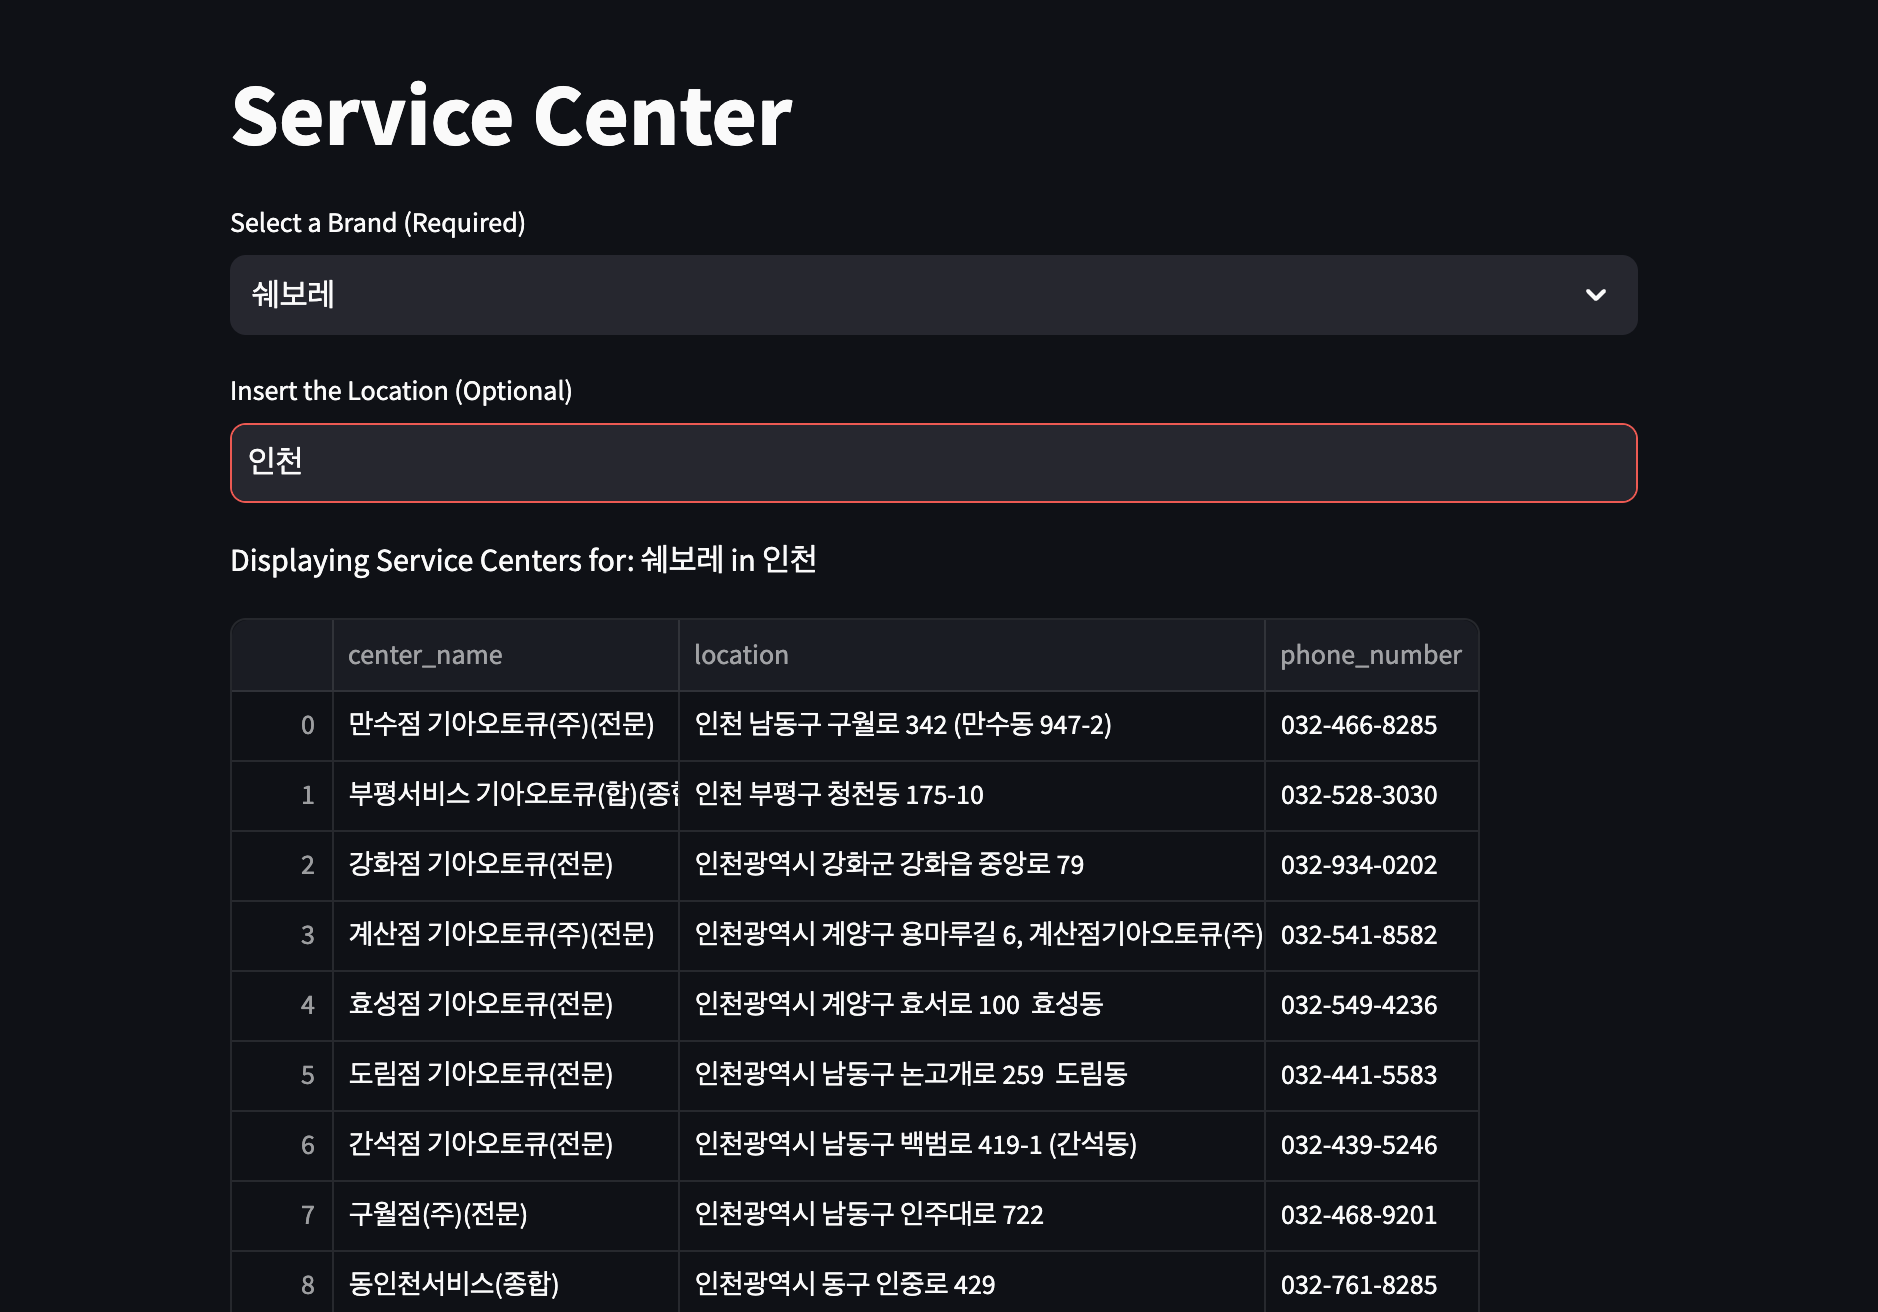 Service Center
Select a Brand (Required)
쉐보레
Insert the Location (Optional)
인천
Displaying Service Centers for: 쉐보레 in 인천
center_name location phone_number
0 만수점 기아오토큐(주)(전문) 인천 남동구 구월로 342 (만수동 947-2) 032-466-8285
1 부평서비스 기아오토큐(합)(종 인천 부평구 청천동 175-10 032-528-3030
2 강화점 기아오토큐(전문) 인천광역시 강화군 강화읍 중앙로 79 032-934-0202
3 계산점 기아오토큐(주)(전문) 인천광역시 계양구 용마루길 6, 계산점기아오토큐(주) 032-541-8582
4 효성점 기아오토큐(전문) 인천광역시 계양구 효서로 100 효성동 032-549-4236
5 도림점 기아오토큐(전문) 인천광역시 남동구 논고개로 259 도림동 032-441-5583
6 간석점 기아오토큐(전문) 인천광역시 남동구 백범로 419-1 (간석동) 032-439-5246
7 구월점(주)(전문) 인천광역시 남동구 인주대로 722 032-468-9201
8 동인천서비스(종합) 인천광역시 동구 인중로 429 032-761-8285